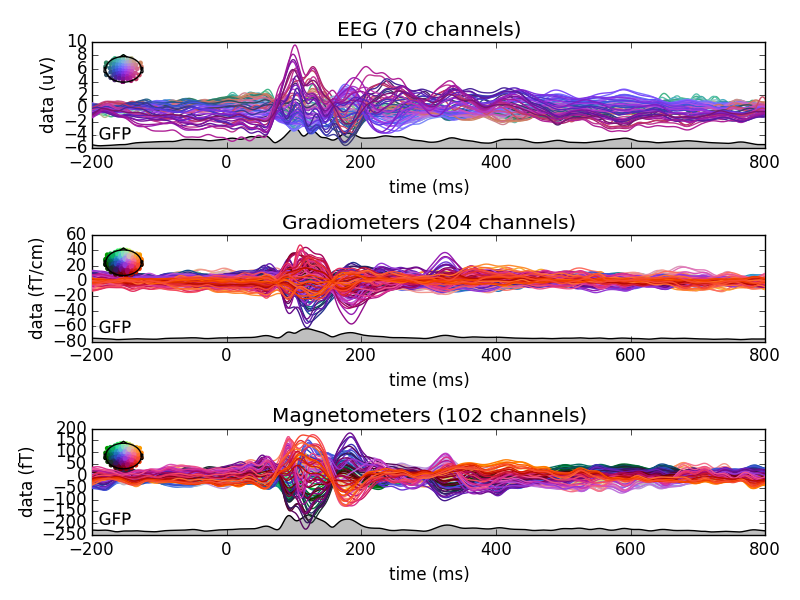 EEG (70 channels)
data (uV)
10
8
6
4
2
0
−2
−4
−6
GFP
−200 0 200 400 600 800
time (ms)
Gradiometers (204 channels)
data (fT/cm)
60
40
20
0
−20
−40
−60
−80
GFP
−200 0 200 400 600 800
time (ms)
Magnetometers (102 channels)
data (fT)
200
150
100
50
0
−50
−100
−150
−200
−250
GFP
−200 0 200 400 600 800
time (ms)